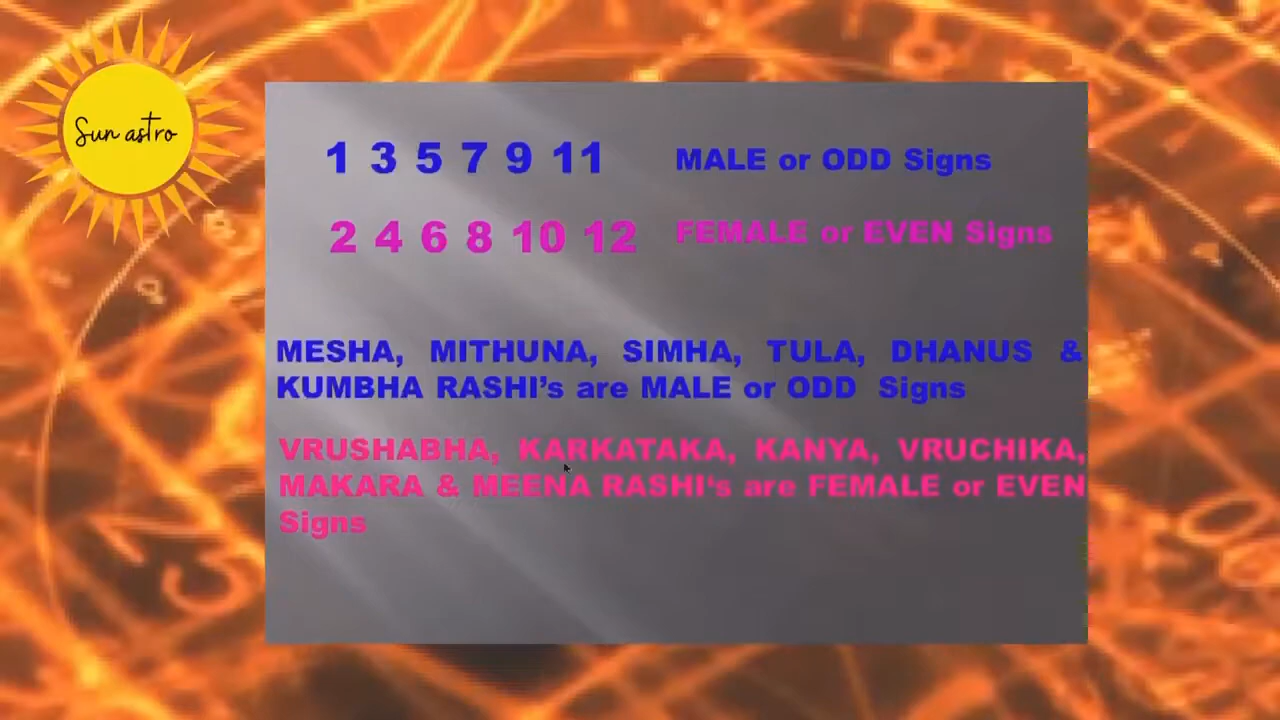 Sun astro
1 3 5 7 9 11 MALE or ODD Signs
2 4 6 8 10 12 FEMALE or EVEN Signs
MESHA, MITHUNA, SIMHA, TULA, DHANUS &
KUMBHA RASHI’s are MALE or ODD Signs
VRUSHABHA, KARKATAKA, KANYA, VRUCHIKA,
MAKARA & MEENA RASHI‘s are FEMALE or EVEN
Signs